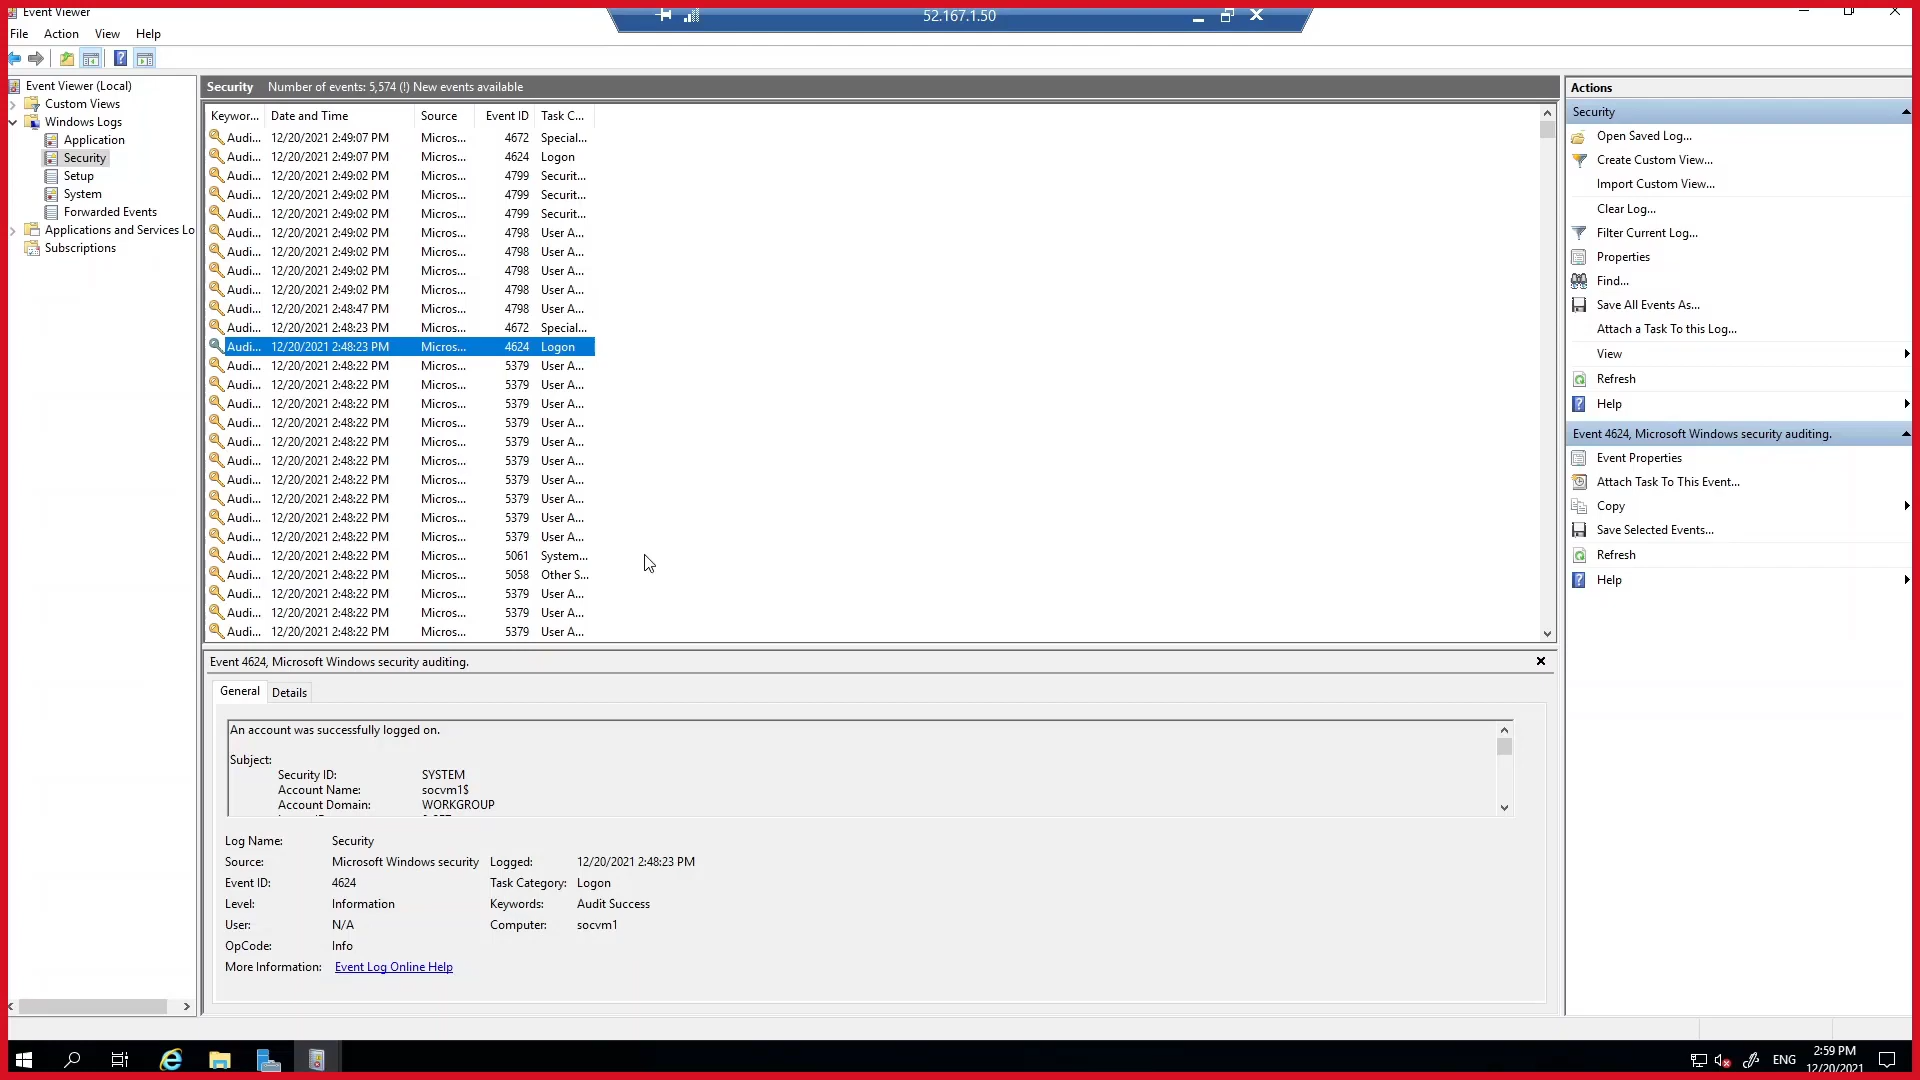 Event Viewer
52.167.1.50
File Action View Help
Event Viewer (Local)
Custom Views
Windows Logs
Application
Security
Setup
System
Forwarded Events
Applications and Services Lo
Subscriptions
Security Number of events: 5,574 (!) New events available
Keywor... Date and Time Source Event ID Task C...
Audi... 12/20/2021 2:49:07 PM Micros... 4672 Special...
Audi... 12/20/2021 2:49:07 PM Micros... 4624 Logon
Audi... 12/20/2021 2:49:02 PM Micros... 4799 Securit...
Audi... 12/20/2021 2:49:02 PM Micros... 4799 Securit...
Audi... 12/20/2021 2:49:02 PM Micros... 4799 Securit...
Audi... 12/20/2021 2:49:02 PM Micros... 4798 User A...
Audi... 12/20/2021 2:49:02 PM Micros... 4798 User A...
Audi... 12/20/2021 2:49:02 PM Micros... 4798 User A...
Audi... 12/20/2021 2:49:02 PM Micros... 4798 User A...
Audi... 12/20/2021 2:48:47 PM Micros... 4798 User A...
Audi... 12/20/2021 2:48:23 PM Micros... 4672 Special...
Audi... 12/20/2021 2:48:23 PM Micros... 4624 Logon
Audi... 12/20/2021 2:48:22 PM Micros... 5379 User A...
Audi... 12/20/2021 2:48:22 PM Micros... 5379 User A...
Audi... 12/20/2021 2:48:22 PM Micros... 5379 User A...
Audi... 12/20/2021 2:48:22 PM Micros... 5379 User A...
Audi... 12/20/2021 2:48:22 PM Micros... 5379 User A...
Audi... 12/20/2021 2:48:22 PM Micros... 5379 User A...
Audi... 12/20/2021 2:48:22 PM Micros... 5379 User A...
Audi... 12/20/2021 2:48:22 PM Micros... 5379 User A...
Audi... 12/20/2021 2:48:22 PM Micros... 5379 User A...
Audi... 12/20/2021 2:48:22 PM Micros... 5379 User A...
Audi... 12/20/2021 2:48:22 PM Micros... 5061 System...
Audi... 12/20/2021 2:48:22 PM Micros... 5058 Other S...
Audi... 12/20/2021 2:48:22 PM Micros... 5379 User A...
Audi... 12/20/2021 2:48:22 PM Micros... 5379 User A...
Audi... 12/20/2021 2:48:22 PM Micros... 5379 User A...
Event 4624, Microsoft Windows security auditing.
General Details
An account was successfully logged on.
Subject:
Security ID: SYSTEM
Account Name: socvm1$
Account Domain: WORKGROUP
Log Name: Security
Source: Microsoft Windows security Logged: 12/20/2021 2:48:23 PM
Event ID: 4624 Task Category: Logon
Level: Information Keywords: Audit Success
User: N/A Computer: socvm1
OpCode: Info
More Information: Event Log Online Help
Actions
Security
Open Saved Log...
Create Custom View...
Import Custom View...
Clear Log...
Filter Current Log...
Properties
Find...
Save All Events As...
Attach a Task To this Log...
View
Refresh
Help
Event 4624, Microsoft Windows security auditing.
Event Properties
Attach Task To This Event...
Copy
Save Selected Events...
Refresh
Help
ENG
2:59 PM
12/20/2021